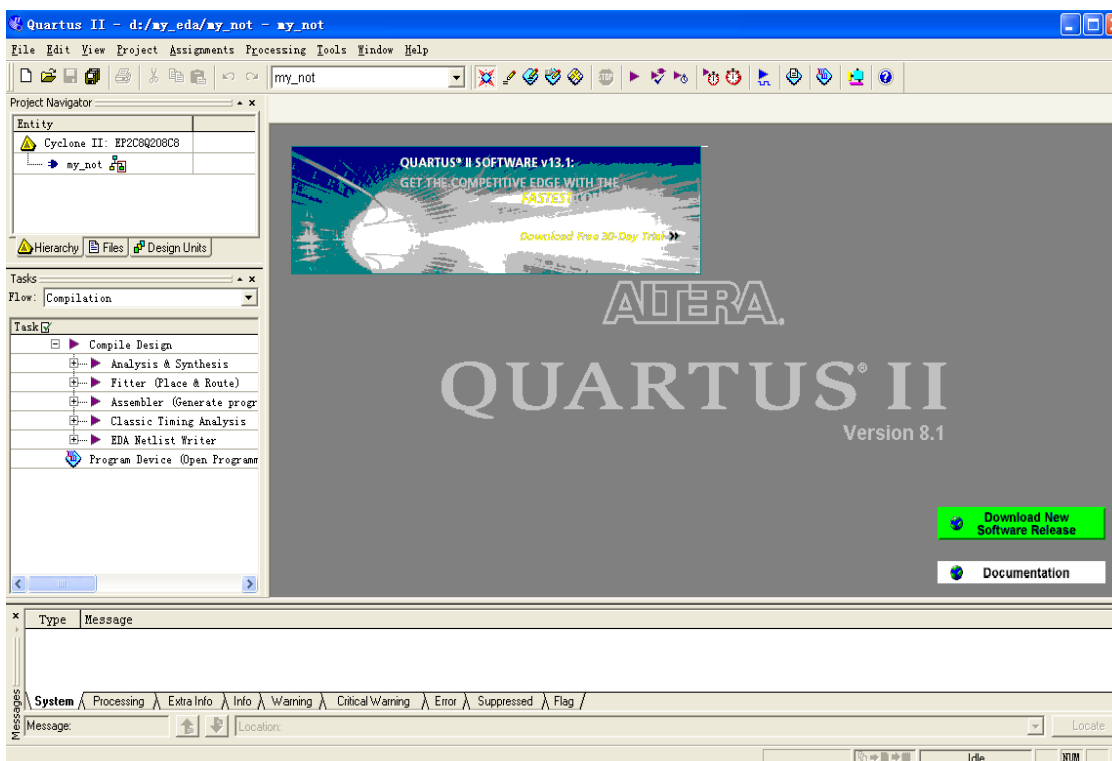 Quartus II - d:/my_eda/my_not - my_not
File Edit View Project Assignments Processing Tools Window Help
my_not
Project Navigator
Entity
Cyclone II: EP2C8Q208C8
my_not
Hierarchy Files Design Units
Tasks
Flow: Compilation
Task
Compile Design
Analysis & Synthesis
Fitter (Place & Route)
Assembler (Generate progr
Classic Timing Analysis
EDA Netlist Writer
Program Device (Open Programm
QUARTUS® II SOFTWARE v13.1:
GET THE COMPETITIVE EDGE WITH THE
FASTEST
Download Free 30-Day Trial »
ALTERA®
QUARTUS® II
Version 8.1
Download New
Software Release
Documentation
Type Message
System Processing Extra Info Info Warning Critical Warning Error Suppressed Flag
Messages
Message: Location: Locate
Idle NUM